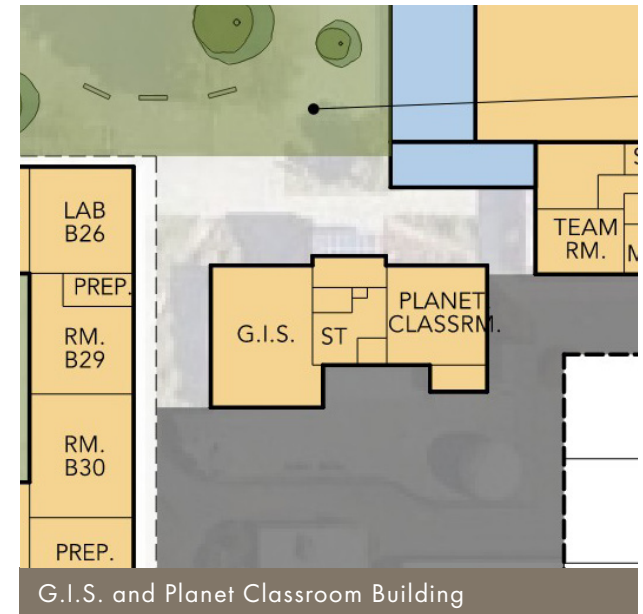 LAB
B26
PREP.
RM.
B29
RM.
B30
PREP.
G.I.S.
ST
PLANET
CLASSRM.
TEAM
RM.
G.I.S. and Planet Classroom Building